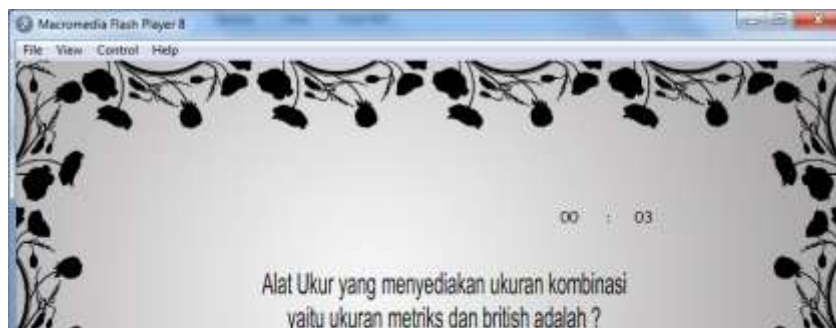 Macromedia Flash Player 8
File View Control Help
00 : 03
Alat Ukur yang menyediakan ukuran kombinasi
yaitu ukuran metriks dan british adalah ?